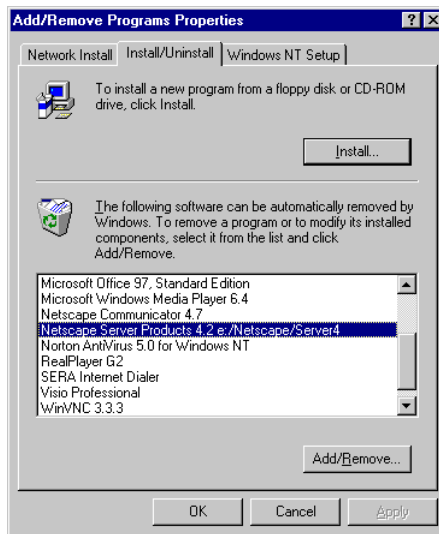 Add/Remove Programs Properties
Network Install
Install/Uninstall
Windows NT Setup
To install a new program from a floppy disk or CD-ROM
drive, click Install.
Install...
The following software can be automatically removed by
Windows. To remove a program or to modify its installed
components, select it from the list and click
Add/Remove.
Microsoft Office 97, Standard Edition
Microsoft Windows Media Player 6.4
Netscape Communicator 4.7
Netscape Server Products 4.2 e:/Netscape/Server4
Norton AntiVirus 5.0 for Windows NT
RealPlayer G2
SERA Internet Dialer
Visio Professional
WinVNC 3.3.3
Add/Remove...
OK
Cancel
Apply